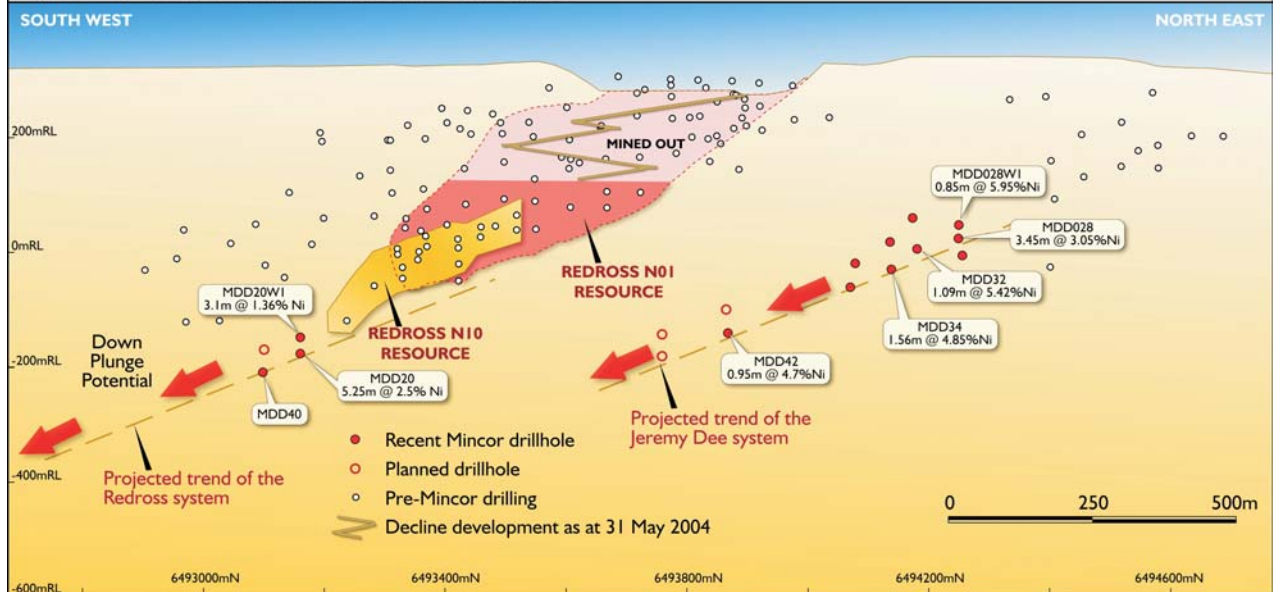 SOUTH WEST
NORTH EAST
200mRL
MINED OUT
MDD028W1
0.85m @ 5.95%Ni
MDD028
3.45m @ 3.05%Ni
0mRL
REDROSS N01
RESOURCE
MDD32
1.09m @ 5.42%Ni
MDD20W1
3.1m @ 1.36% Ni
MDD34
1.56m @ 4.85%Ni
REDROSS N10
RESOURCE
-200mRL
Down
Plunge
Potential
MDD20
5.25m @ 2.5% Ni
MDD42
0.95m @ 4.7%Ni
MDD40
Projected trend of the
Jeremy Dee system
Recent Mincor drillhole
Planned drillhole
Pre-Mincor drilling
Decline development as at 31 May 2004
-400mRL
Projected trend of the
Redross system
0 250 500m
6493000mN 6493400mN 6493800mN 6494200mN 6494600mN
-600mRL